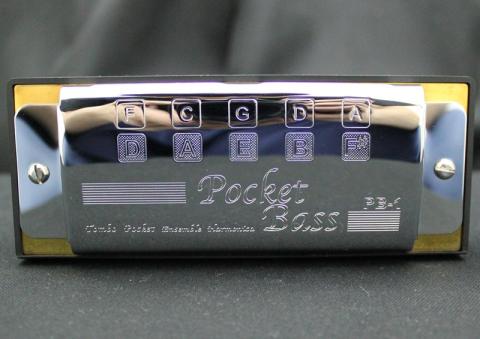 F C G D A
D A E B F#
Pocket
Bass PB-1
Tombo Pocket Ensemble Harmonica